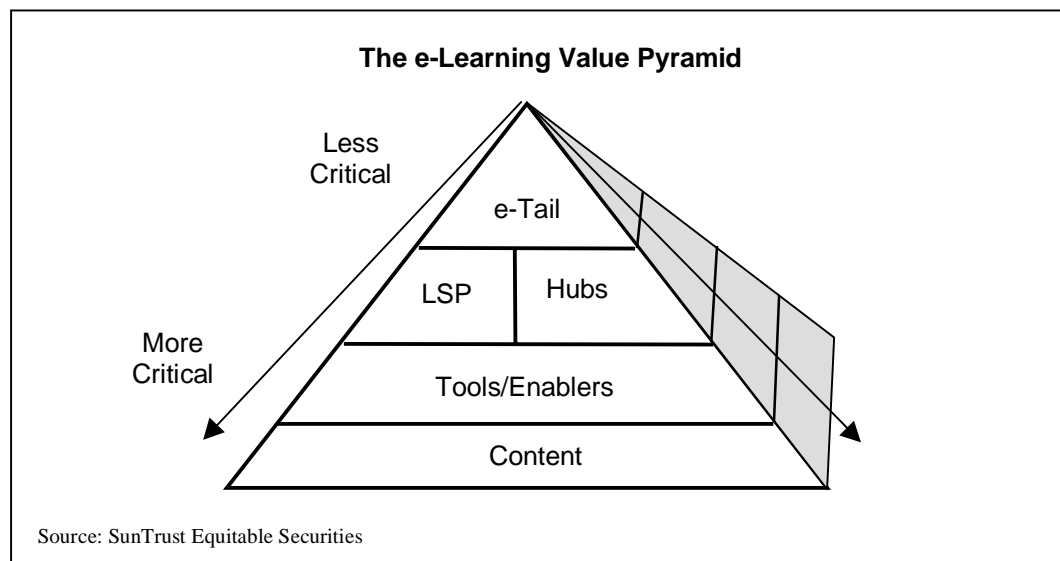 The e-Learning Value Pyramid
Less
Critical
e-Tail
LSP
Hubs
More
Critical
Tools/Enablers
Content
Source: SunTrust Equitable Securities